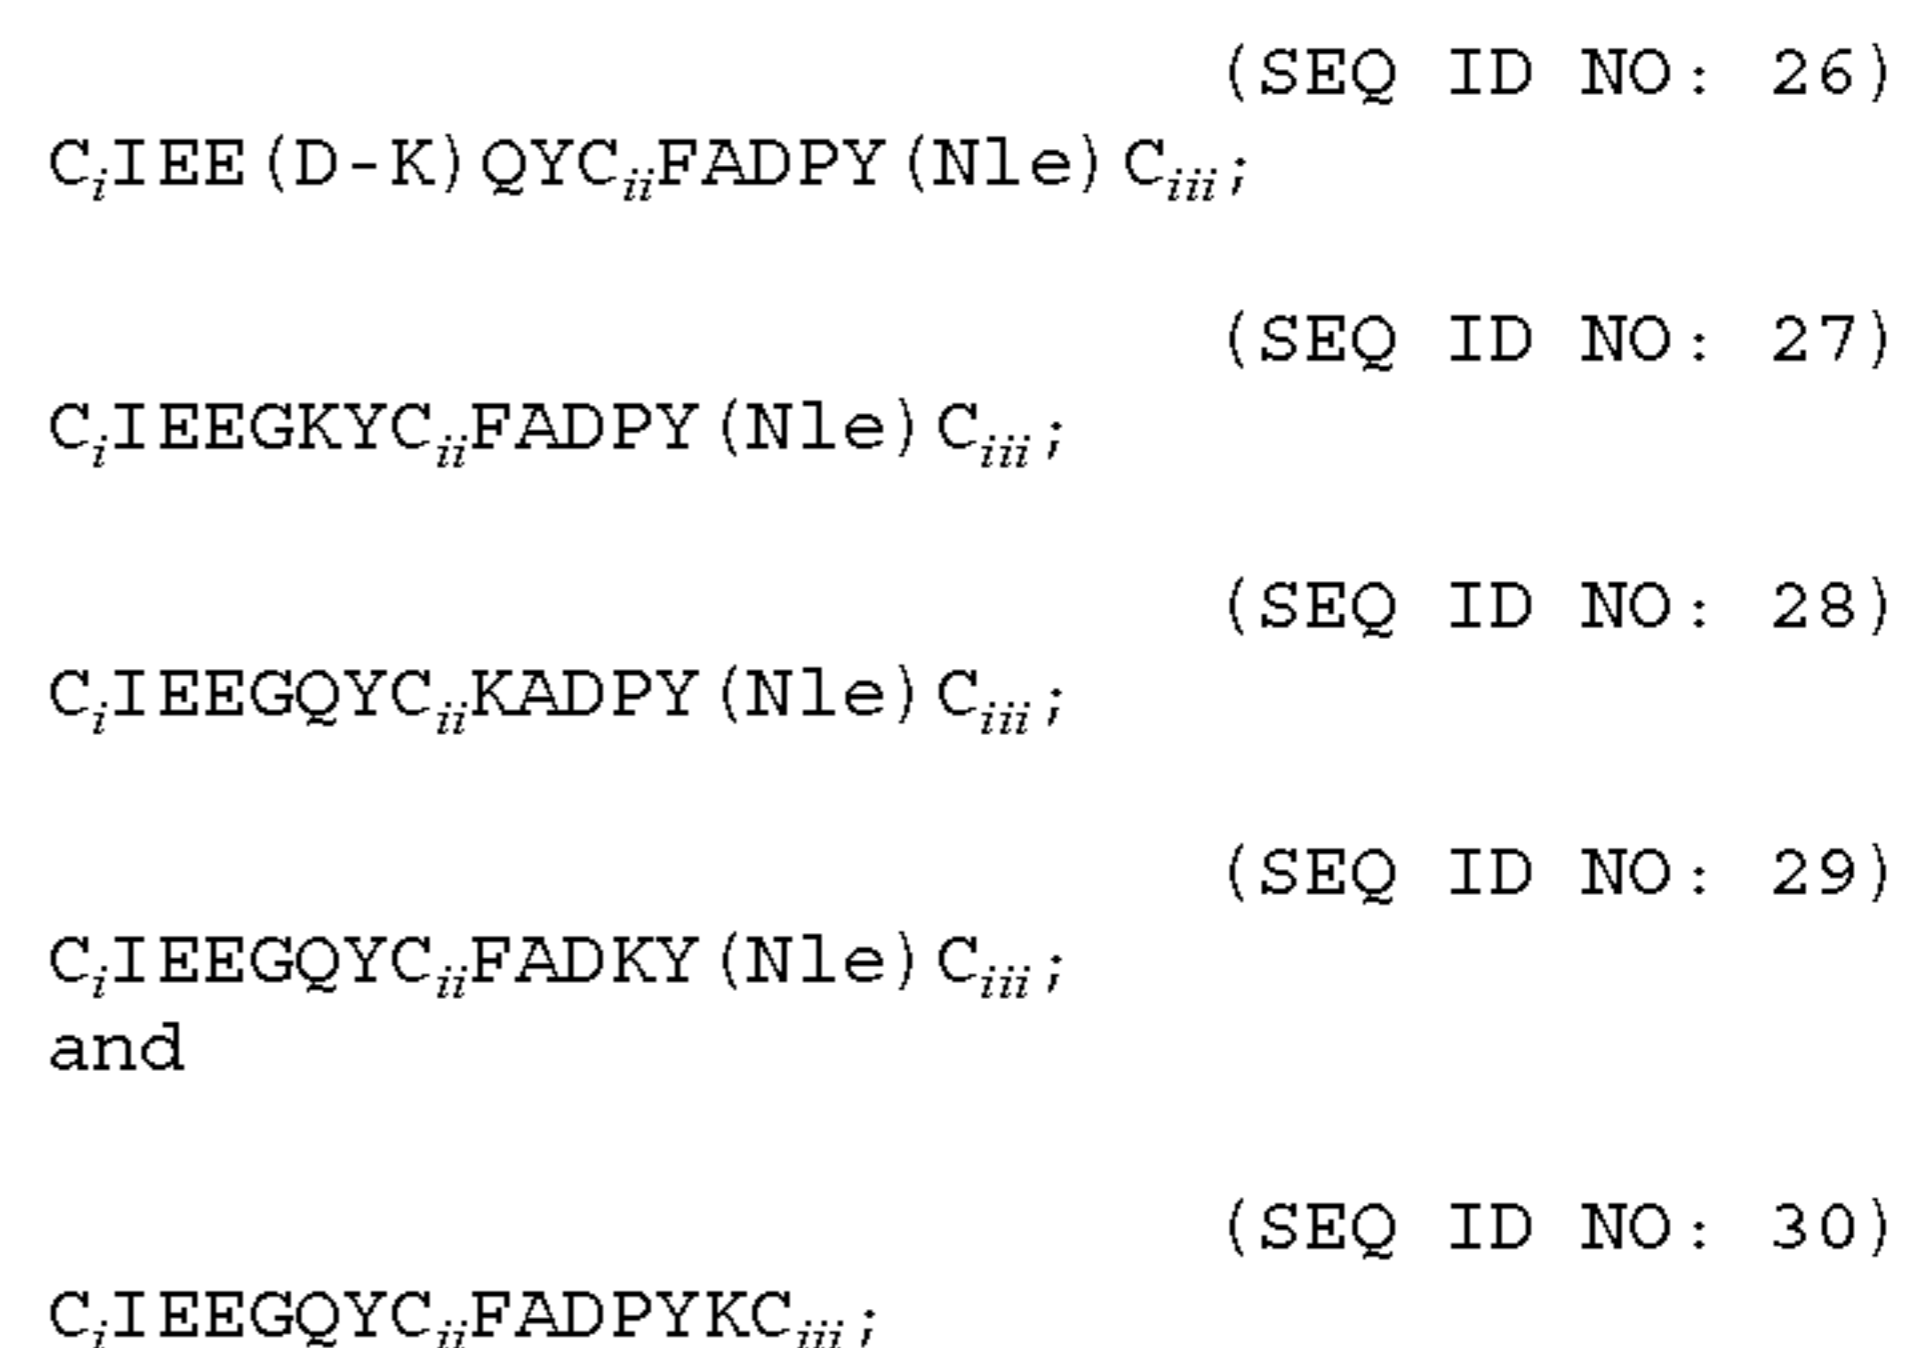 (SEQ ID NO: 26)
CᵢIEE(D-K)QYCᵢᵢFADPY(Nle)Cᵢᵢᵢ;
(SEQ ID NO: 27)
CᵢIEEGKYCᵢᵢFADPY(Nle)Cᵢᵢᵢ;
(SEQ ID NO: 28)
CᵢIEEGQYCᵢᵢKADPY(Nle)Cᵢᵢᵢ;
(SEQ ID NO: 29)
CᵢIEEGQYCᵢᵢFADKY(Nle)Cᵢᵢᵢ;
and
(SEQ ID NO: 30)
CᵢIEEGQYCᵢᵢFADPYKCᵢᵢᵢ;